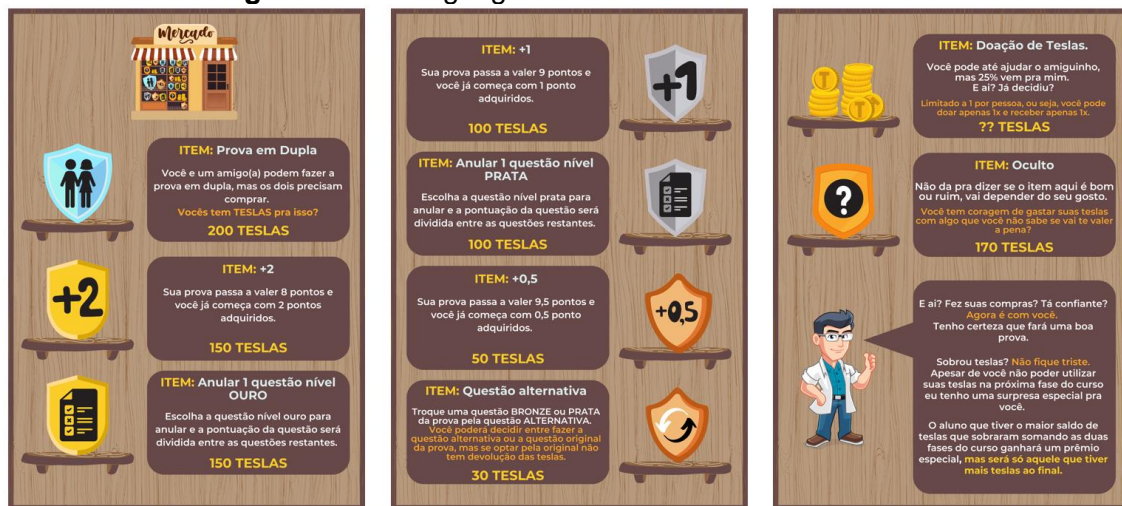 Mercado
ITEM: Prova em Dupla
Você e um amigo(a) podem fazer a
prova em dupla, mas os dois precisam
comprar.
Vocês tem TESLAS pra isso?
200 TESLAS
+2
ITEM: +2
Sua prova passa a valer 8 pontos e
você já começa com 2 pontos
adquiridos.
150 TESLAS
ITEM: Anular 1 questão nível
OURO
Escolha a questão nível ouro para
anular e a pontuação da questão será
dividida entre as questões restantes.
150 TESLAS
ITEM: +1
Sua prova passa a valer 9 pontos e
você já começa com 1 ponto
adquiridos.
100 TESLAS
+1
ITEM: Anular 1 questão nível
PRATA
Escolha a questão nível prata para
anular e a pontuação da questão será
dividida entre as questões restantes.
100 TESLAS
ITEM: +0,5
Sua prova passa a valer 9,5 pontos e
você já começa com 0,5 ponto
adquiridos.
50 TESLAS
+0,5
ITEM: Questão alternativa
Troque uma questão BRONZE ou PRATA
da prova pela questão ALTERNATIVA.
Você poderá decidir entre fazer a
questão alternativa ou a questão original
da prova, mas se optar pela original não
tem devolução das teslas.
30 TESLAS
ITEM: Doação de Teslas.
Você pode até ajudar o amiguinho,
mas 25% vem pra mim.
E ai? Já decidiu?
Limitado a 1 por pessoa, ou seja, você pode
doar apenas 1x e receber apenas 1x.
?? TESLAS
T
T
?
ITEM: Oculto
Não da pra dizer se o item aqui é bom
ou ruim, vai depender do seu gosto.
Você tem coragem de gastar suas teslas
com algo que você não sabe se vai te valer
a pena?
170 TESLAS
E ai? Fez suas compras? Tá confiante?
Agora é com você.
Tenho certeza que fará uma boa
prova.
Sobrou teslas? Não fique triste.
Apesar de você não poder utilizar
suas teslas na próxima fase do curso
eu tenho uma surpresa especial pra
você.
O aluno que tiver o maior saldo de
teslas que sobraram somando as duas
fases do curso ganhará um prêmio
especial, mas será só aquele que tiver
mais teslas ao final.